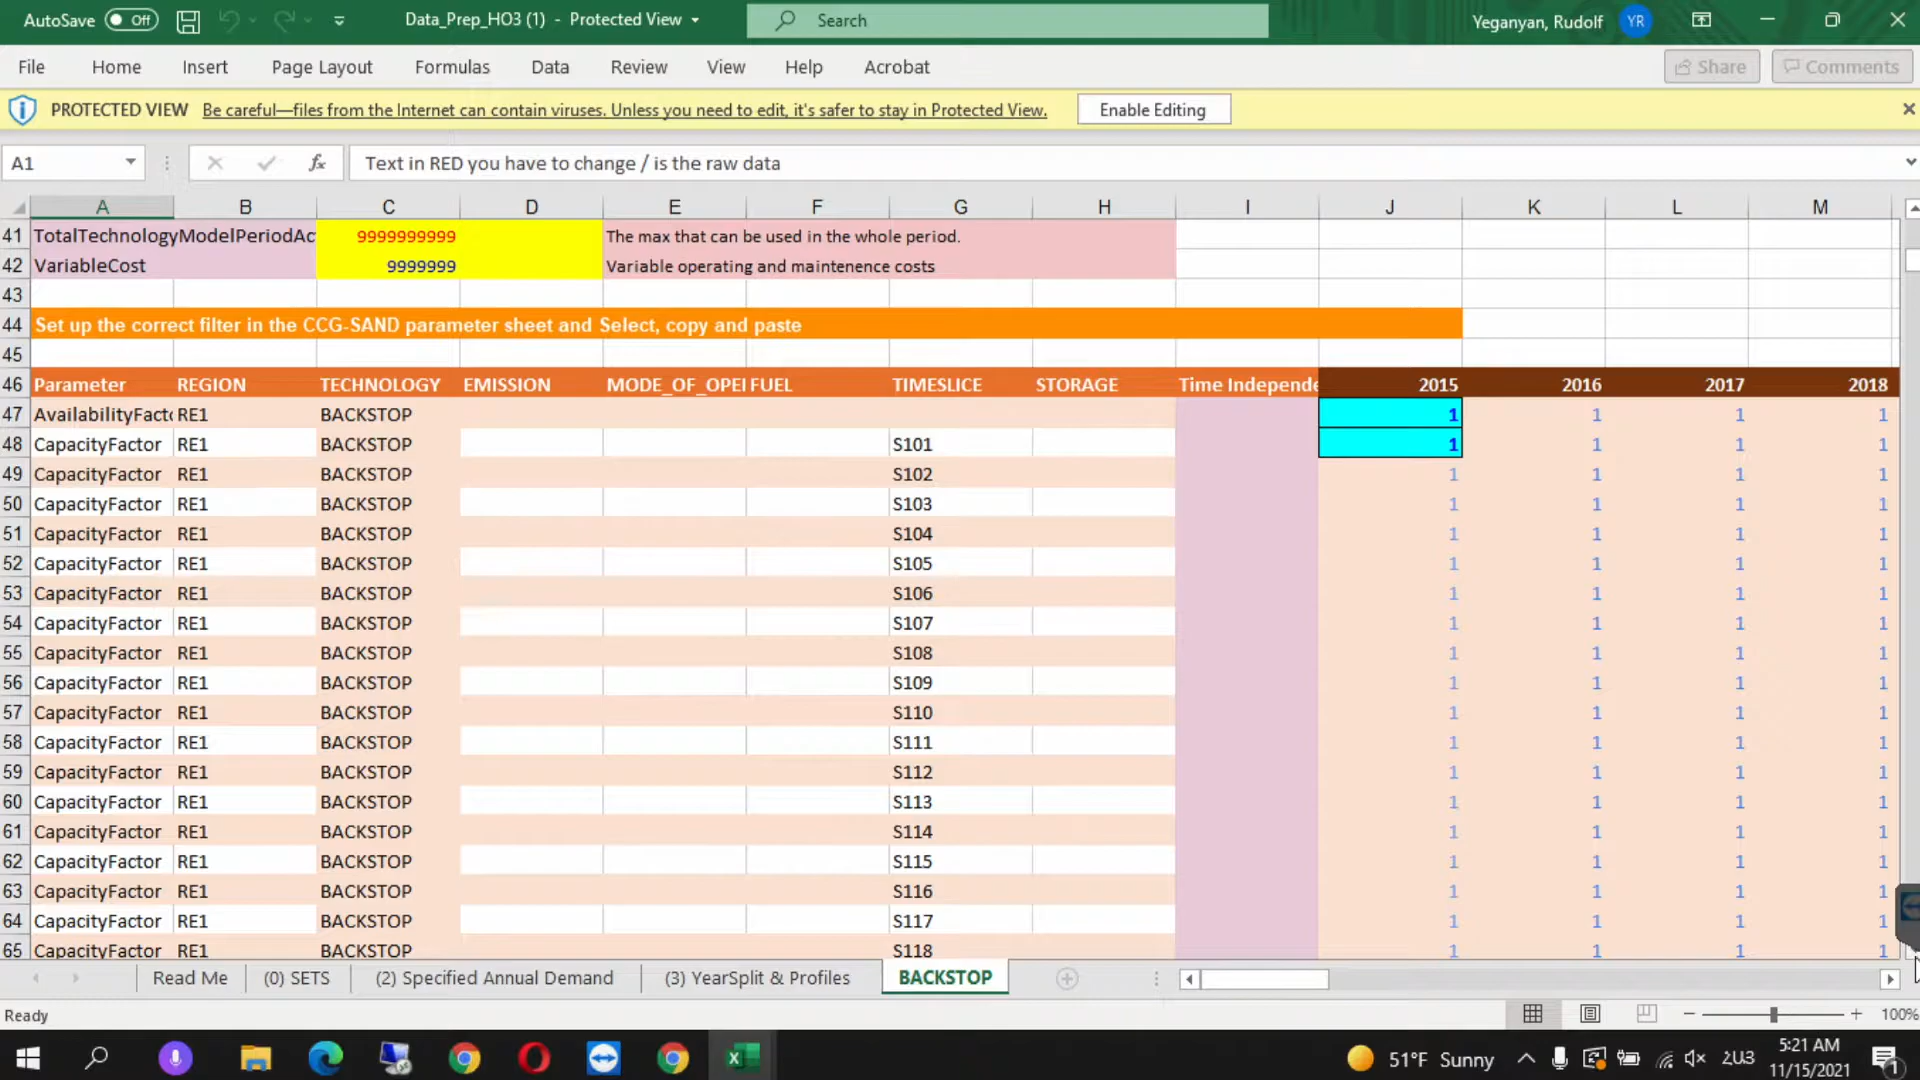 AutoSave Off Data_Prep_HO3 (1) - Protected View Search Yeganyan, Rudolf YR
File Home Insert Page Layout Formulas Data Review View Help Acrobat Share Comments
PROTECTED VIEW Be careful—files from the Internet can contain viruses. Unless you need to edit, it's safer to stay in Protected View. Enable Editing
A1 fx Text in RED you have to change / is the raw data
A B C D E F G H I J K L M
41 TotalTechnologyModelPeriodAc 9999999999 The max that can be used in the whole period.
42 VariableCost 9999999 Variable operating and maintenence costs
43
44 Set up the correct filter in the CCG-SAND parameter sheet and Select, copy and paste
45
46 Parameter REGION TECHNOLOGY EMISSION MODE_OF_OPEI FUEL TIMESLICE STORAGE Time Independe 2015 2016 2017 2018
47 AvailabilityFact RE1 BACKSTOP 1 1 1 1
48 CapacityFactor RE1 BACKSTOP S101 1 1 1 1
49 CapacityFactor RE1 BACKSTOP S102 1 1 1 1
50 CapacityFactor RE1 BACKSTOP S103 1 1 1 1
51 CapacityFactor RE1 BACKSTOP S104 1 1 1 1
52 CapacityFactor RE1 BACKSTOP S105 1 1 1 1
53 CapacityFactor RE1 BACKSTOP S106 1 1 1 1
54 CapacityFactor RE1 BACKSTOP S107 1 1 1 1
55 CapacityFactor RE1 BACKSTOP S108 1 1 1 1
56 CapacityFactor RE1 BACKSTOP S109 1 1 1 1
57 CapacityFactor RE1 BACKSTOP S110 1 1 1 1
58 CapacityFactor RE1 BACKSTOP S111 1 1 1 1
59 CapacityFactor RE1 BACKSTOP S112 1 1 1 1
60 CapacityFactor RE1 BACKSTOP S113 1 1 1 1
61 CapacityFactor RE1 BACKSTOP S114 1 1 1 1
62 CapacityFactor RE1 BACKSTOP S115 1 1 1 1
63 CapacityFactor RE1 BACKSTOP S116 1 1 1 1
64 CapacityFactor RE1 BACKSTOP S117 1 1 1 1
65 CapacityFactor RE1 BACKSTOP S118 1 1 1 1
Read Me (0) SETS (2) Specified Annual Demand (3) YearSplit & Profiles BACKSTOP
Ready 100%
51°F Sunny ՀԱՅ 5:21 AM
11/15/2021 1